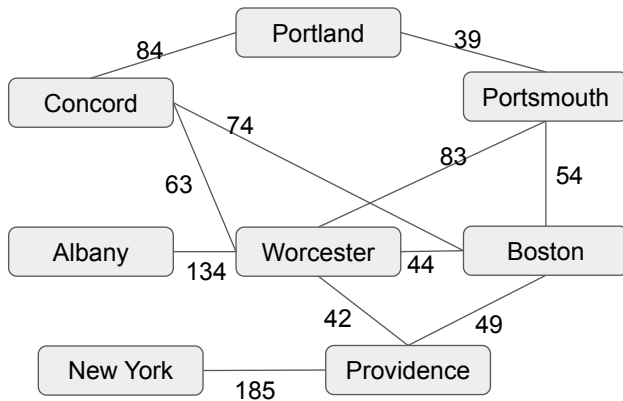 Portland
84
39
Concord
Portsmouth
74
83
63
54
Albany
Worcester
Boston
134
44
42
49
New York
Providence
185